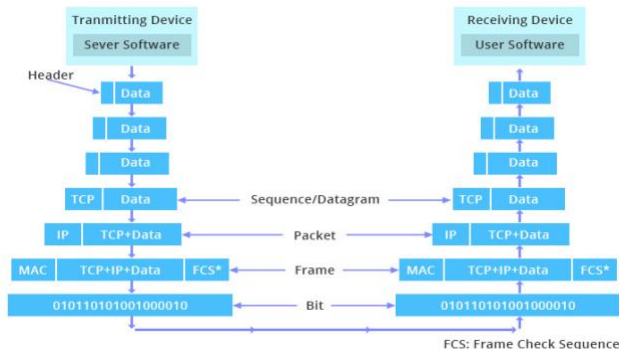 Tranmitting Device
Receiving Device
Sever Software
User Software
Header
Data
Data
Data
Data
Data
Data
TCP Data
Sequence/Datagram
TCP Data
IP TCP+Data
Packet
IP TCP+Data
MAC TCP+IP+Data FCS*
Frame
MAC TCP+IP+Data FCS*
010110101001000010
Bit
010110101001000010
FCS: Frame Check Sequence